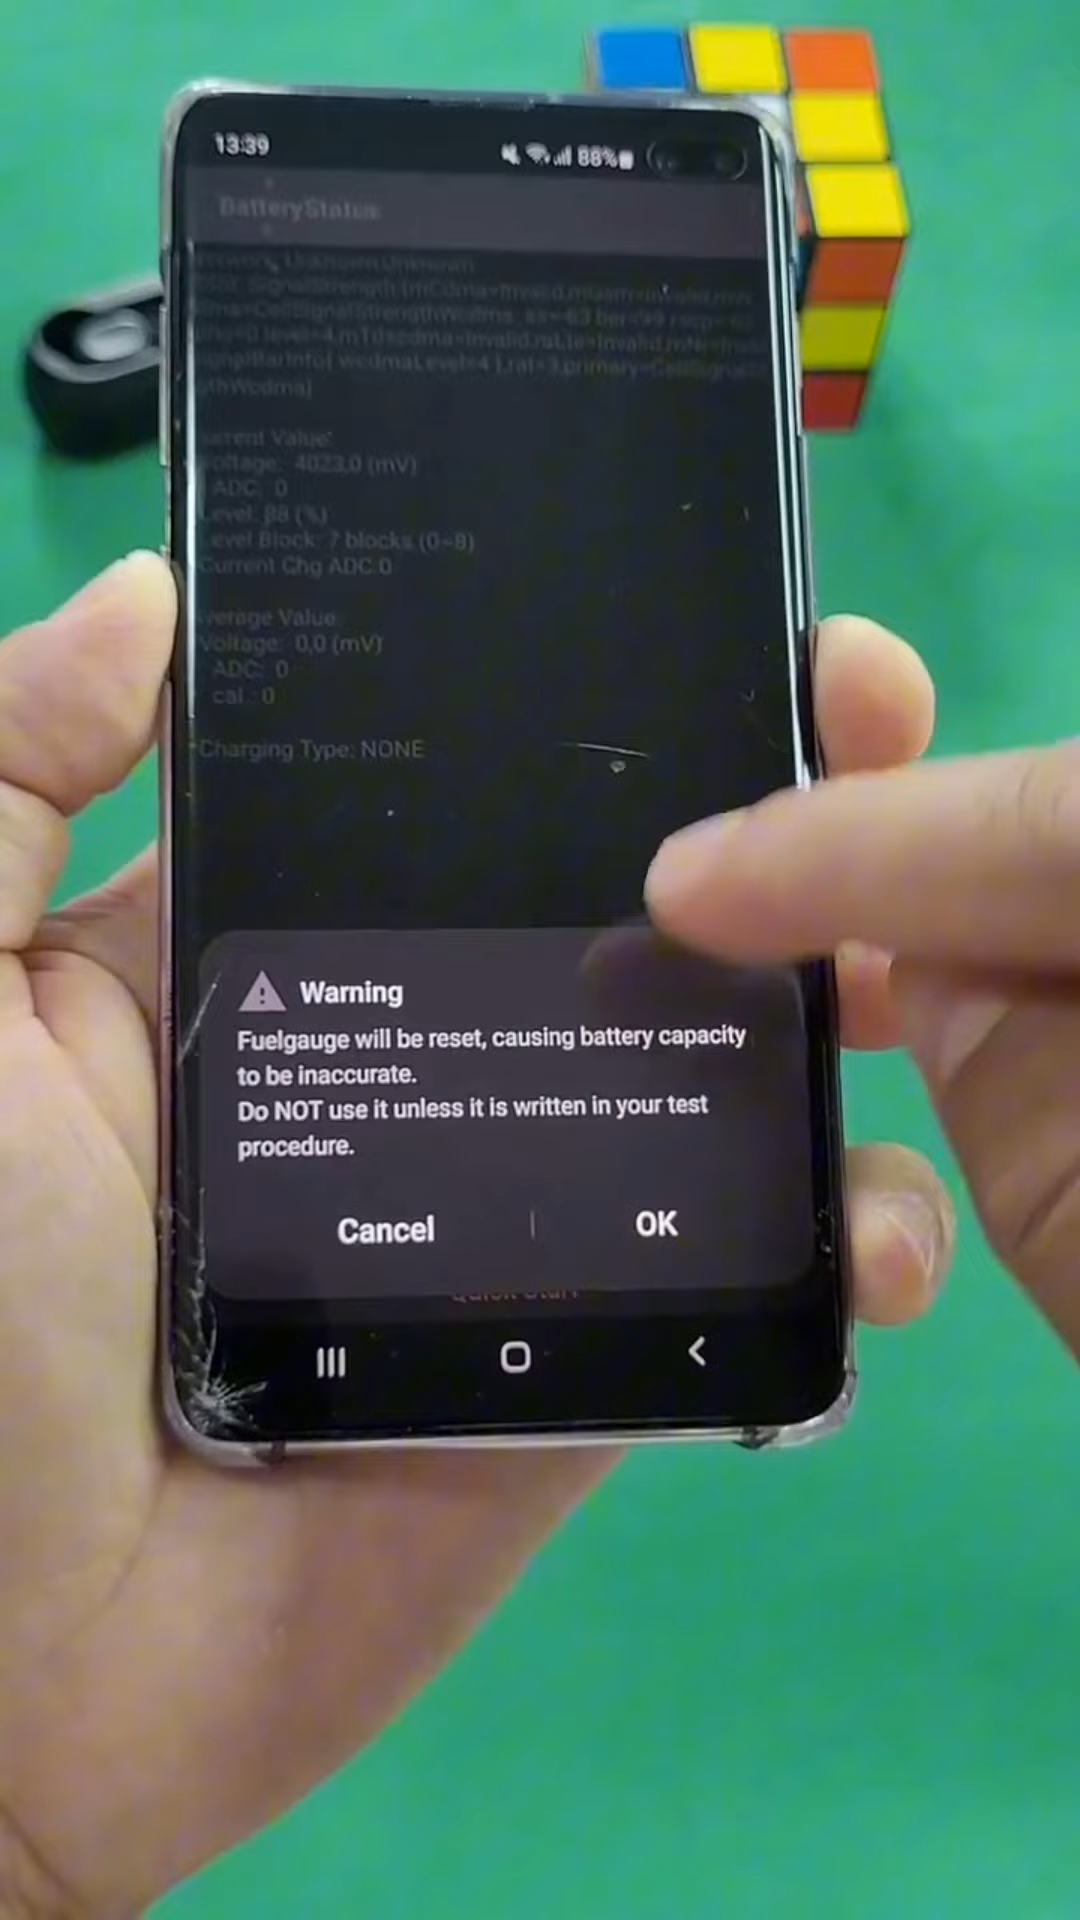 13:39
88%
BatteryStatus
Current Value:
Voltage: 4023,0 (mV)
ADC: 0
Level: 88 (%)
Level Block: 7 blocks (0~8)
Current Chg ADC:0
Average Value:
Voltage: 0,0 (mV)
ADC: 0
cal : 0
Charging Type: NONE
Warning
Fuelgauge will be reset, causing battery capacity
to be inaccurate.
Do NOT use it unless it is written in your test
procedure.
Cancel
OK
Quick Start